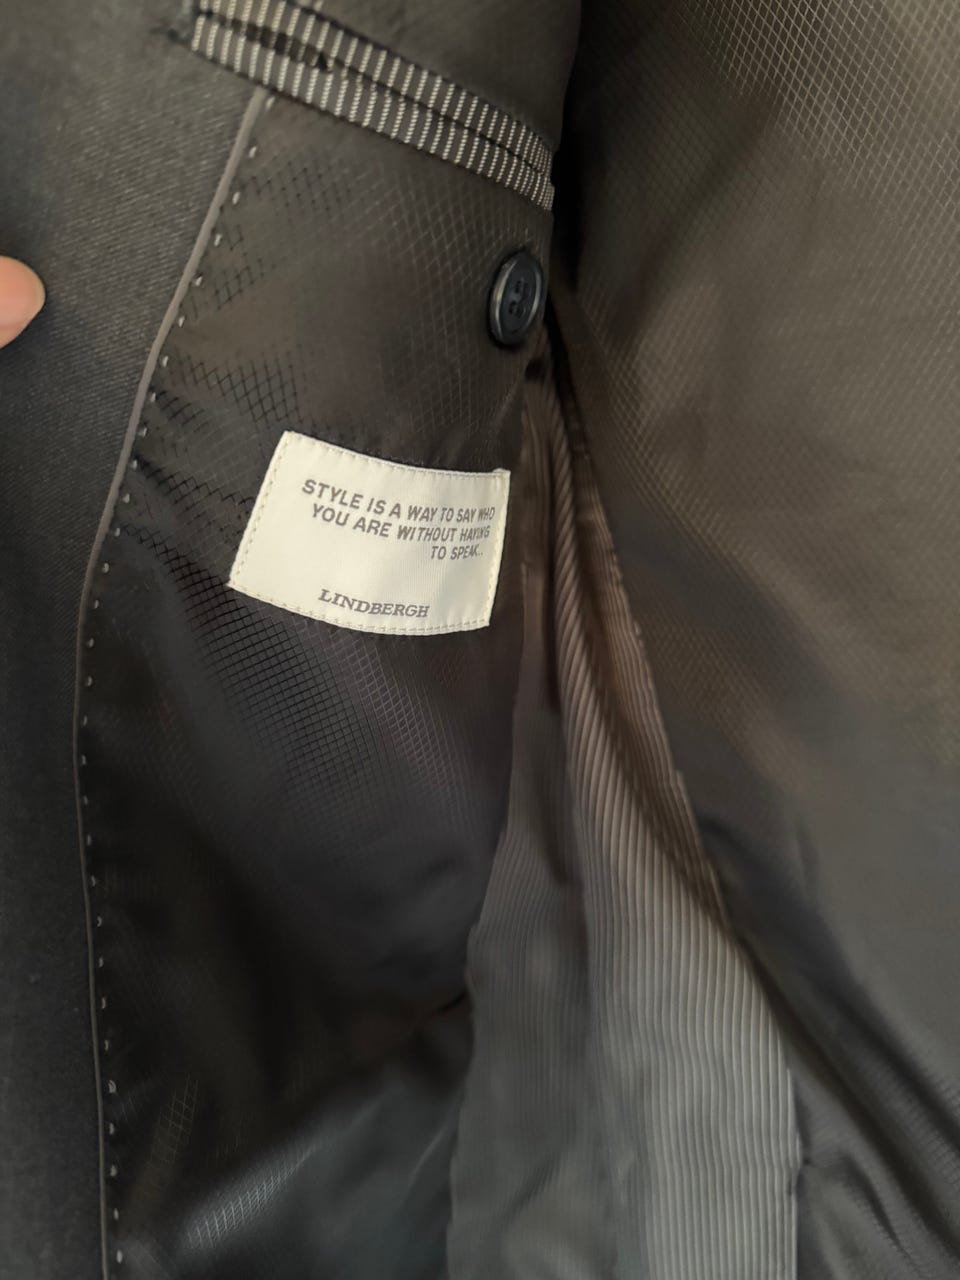 STYLE IS A WAY TO SAY WHO
YOU ARE WITHOUT HAVING
TO SPEAK..
LINDBERGH